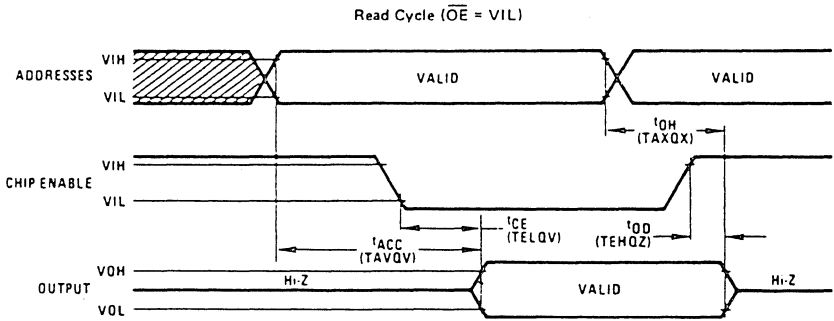 Read Cycle (OE = VIL)
VIH
ADDRESSES
VALID
VALID
VIL
tOH
(TAXQX)
VIH
CHIP ENABLE
VIL
tCE
(TELQV)
tOD
(TEHQZ)
tACC
(TAVQV)
VOH
Hi-Z
Hi-Z
OUTPUT
VALID
VOL